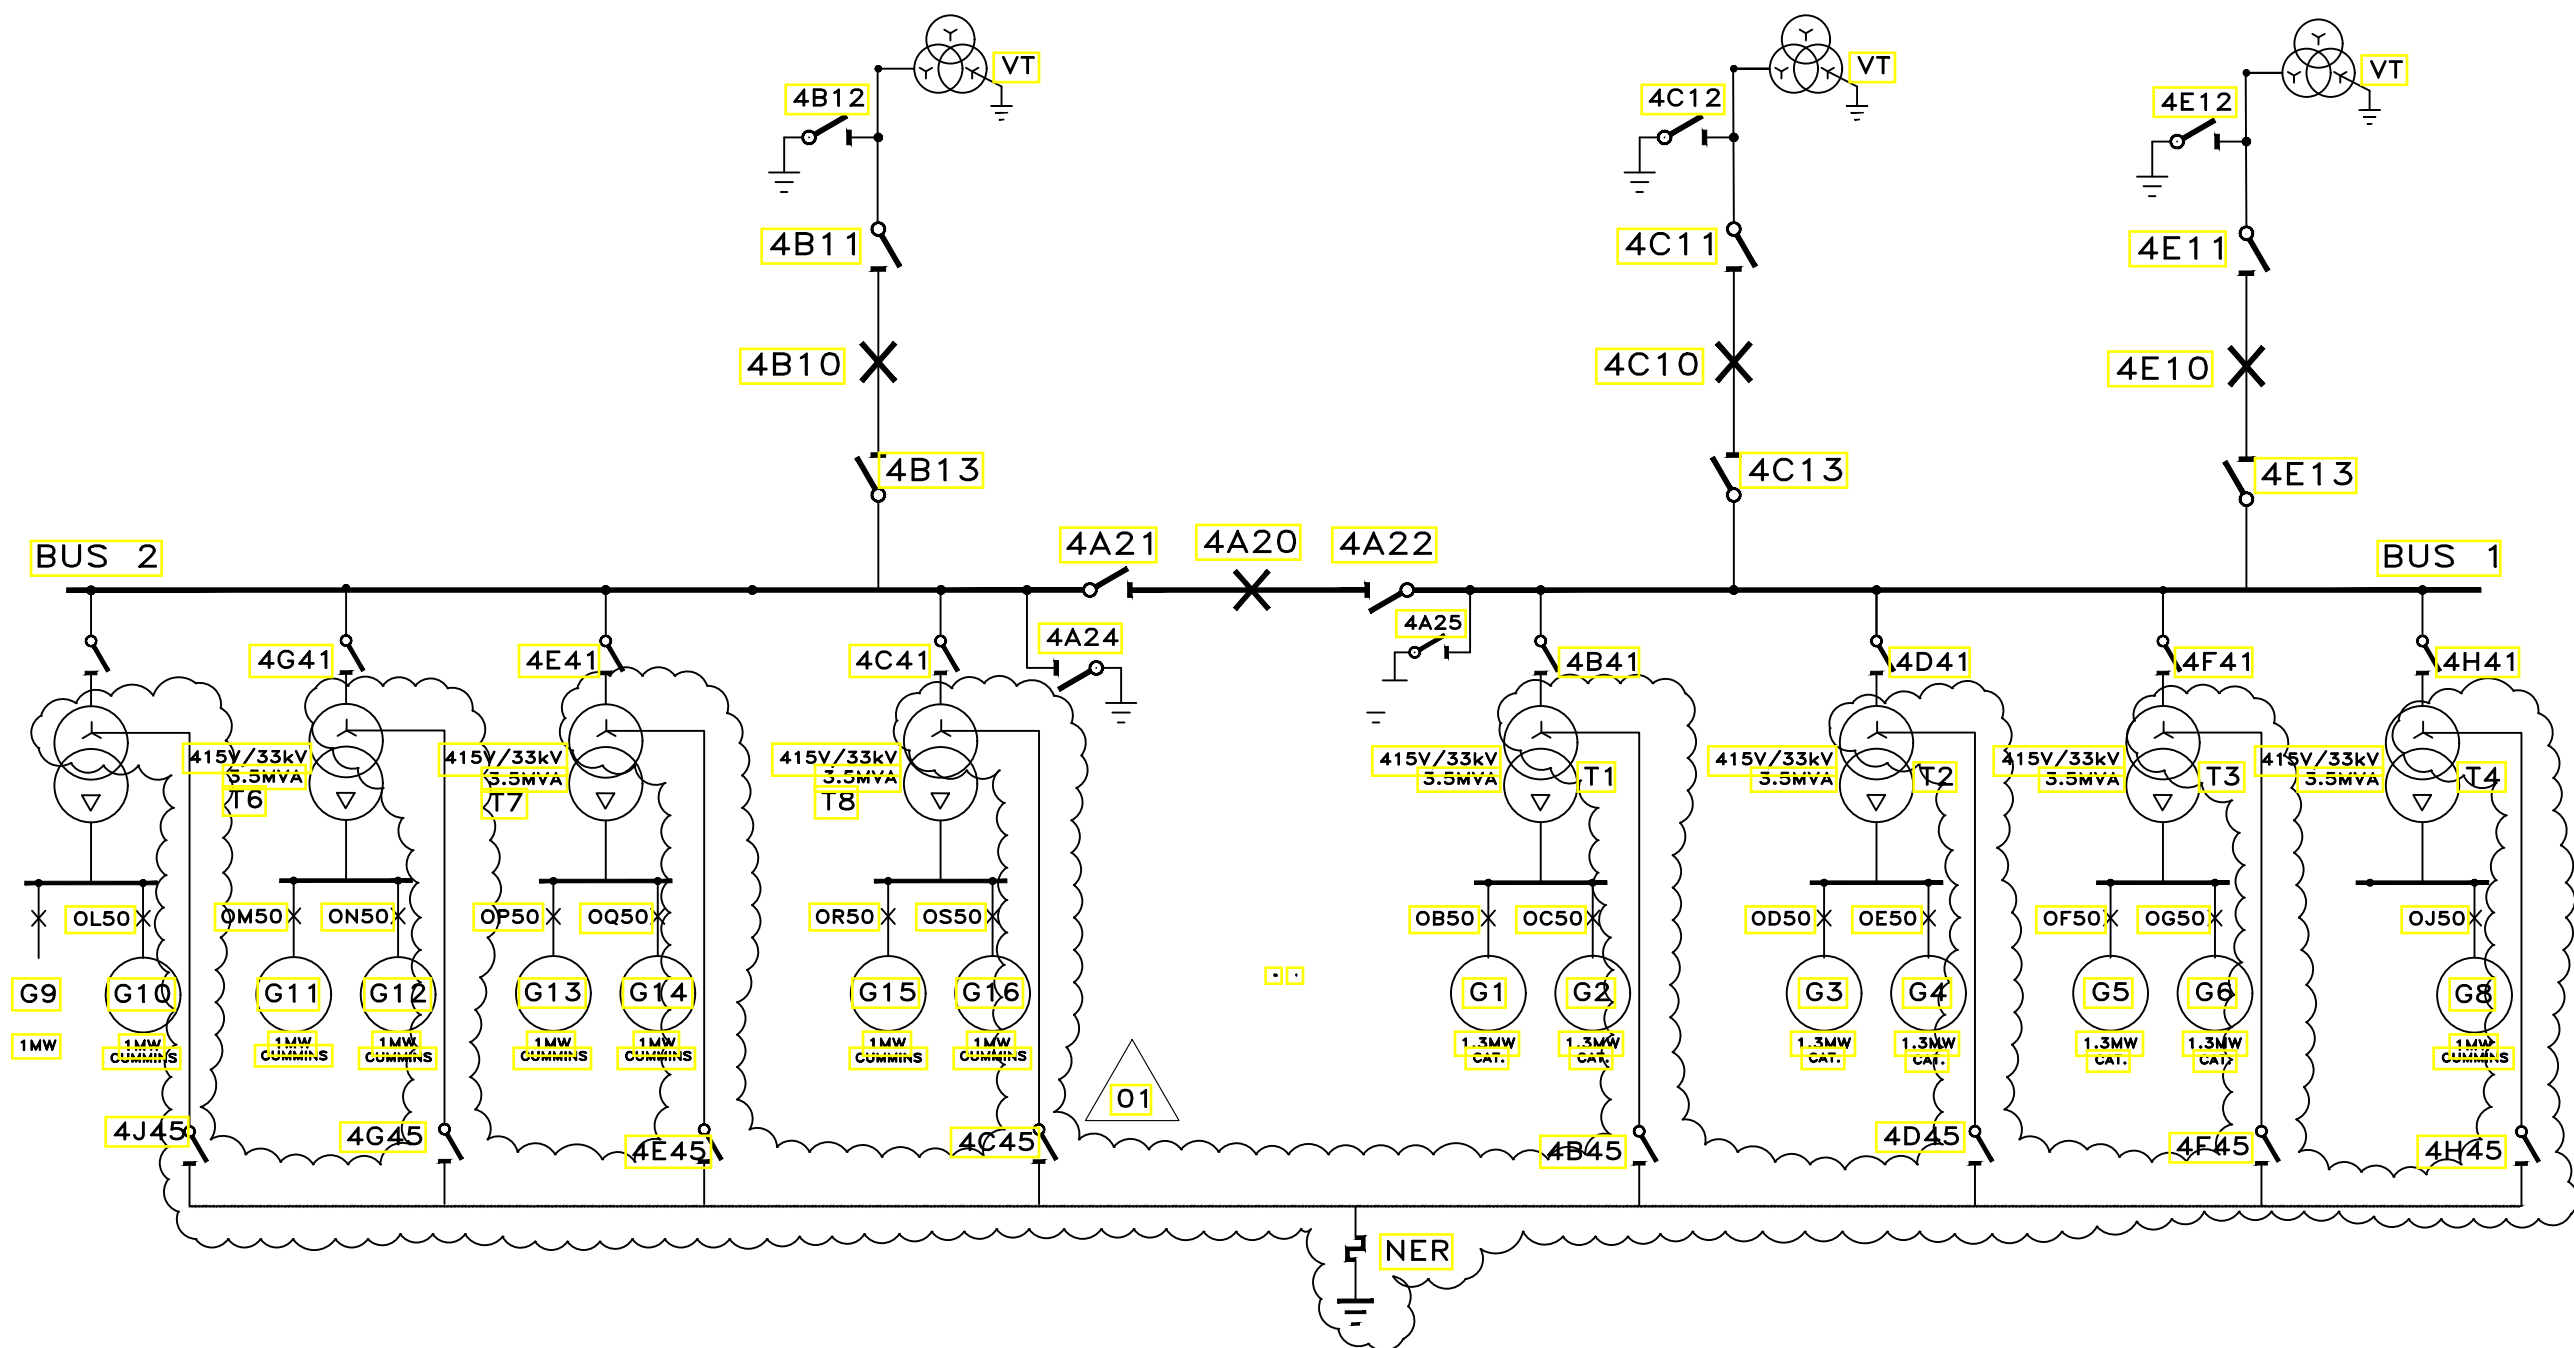 VT
VT
VT
4B12
4C12
4E12
4B11
4C11
4E11
4B10
4C10
4E10
4B13
4C13
4E13
BUS 2
4A21
4A20
4A22
BUS 1
4A24
4A25
4G41
4E41
4C41
4B41
4D41
4F41
4H41
415V/33kV
3.5MVA
T6
415V/33kV
3.5MVA
T7
415V/33kV
3.5MVA
T8
415V/33kV
3.5MVA
T1
415V/33kV
3.5MVA
T2
415V/33kV
3.5MVA
T3
415V/33kV
3.5MVA
T4
OL50
OM50
ON50
OP50
OQ50
OR50
OS50
OB50
OC50
OD50
OE50
OF50
OG50
OJ50
G9
G10
G11
G12
G13
G14
G15
G16
G1
G2
G3
G4
G5
G6
G8
1MW
1MW
CUMMINS
1MW
CUMMINS
1MW
CUMMINS
1MW
CUMMINS
1MW
CUMMINS
1MW
CUMMINS
1MW
CUMMINS
1.3MW
CAT.
1.3MW
CAT.
1.3MW
CAT.
1.3MW
CAT.
1.3MW
CAT.
1.3MW
CAT.
1MW
CUMMINS
01
4J45
4G45
4E45
4C45
4B45
4D45
4F45
4H45
NER